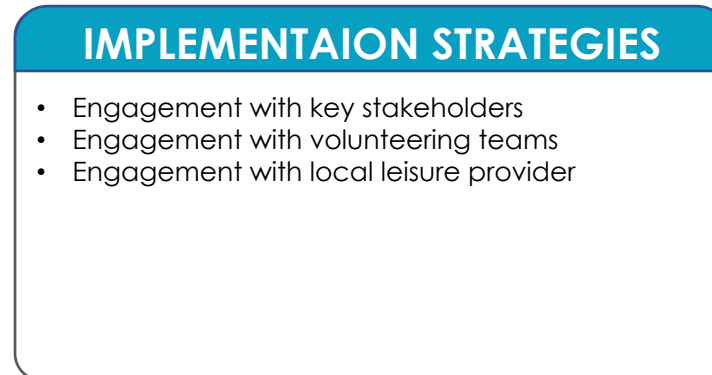 IMPLEMENTAION STRATEGIES
• Engagement with key stakeholders
• Engagement with volunteering teams
• Engagement with local leisure provider